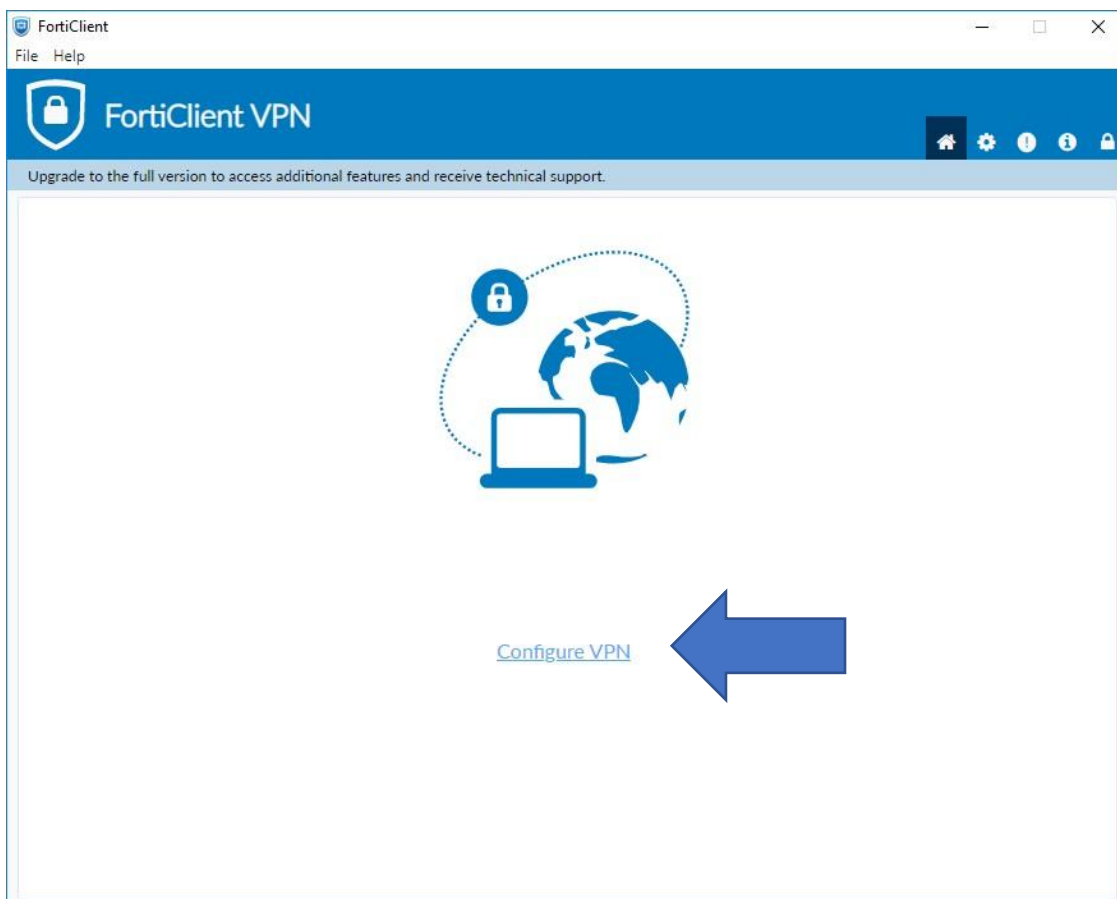 FortiClient
File Help
FortiClient VPN
Upgrade to the full version to access additional features and receive technical support.
Configure VPN